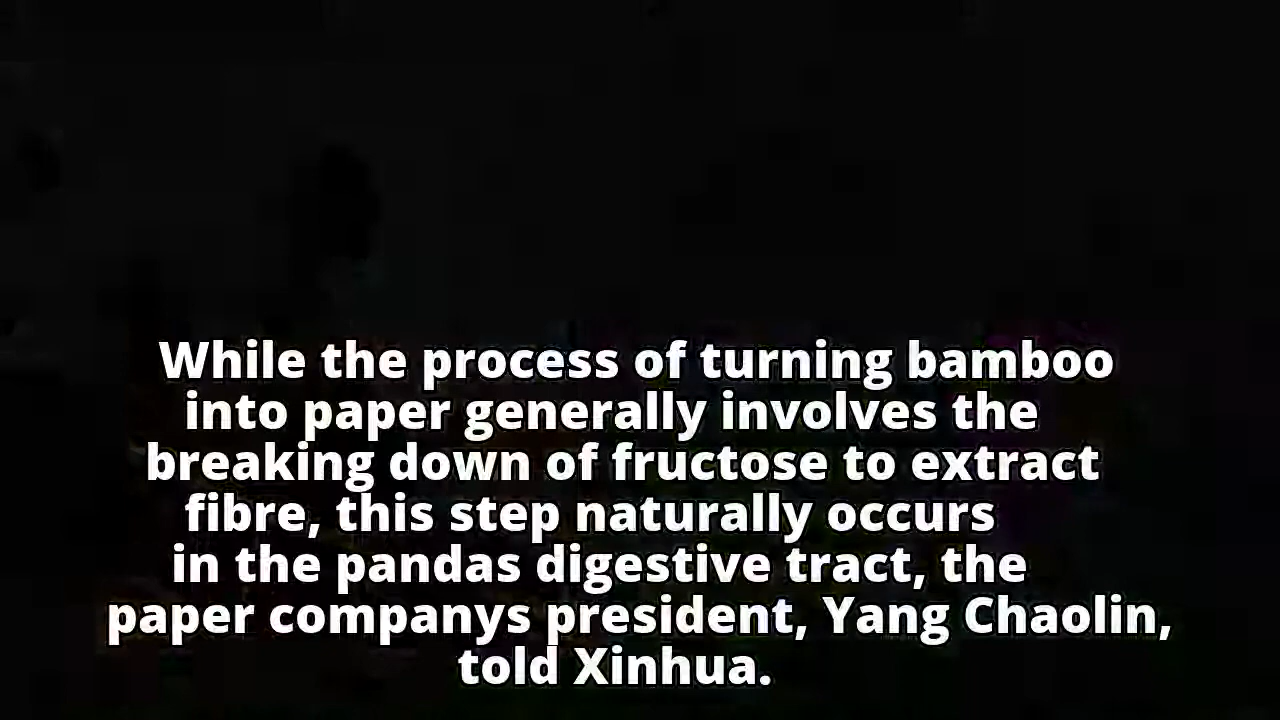 While the process of turning bamboo
into paper generally involves the
breaking down of fructose to extract
fibre, this step naturally occurs
in the pandas digestive tract, the
paper companys president, Yang Chaolin,
told Xinhua.